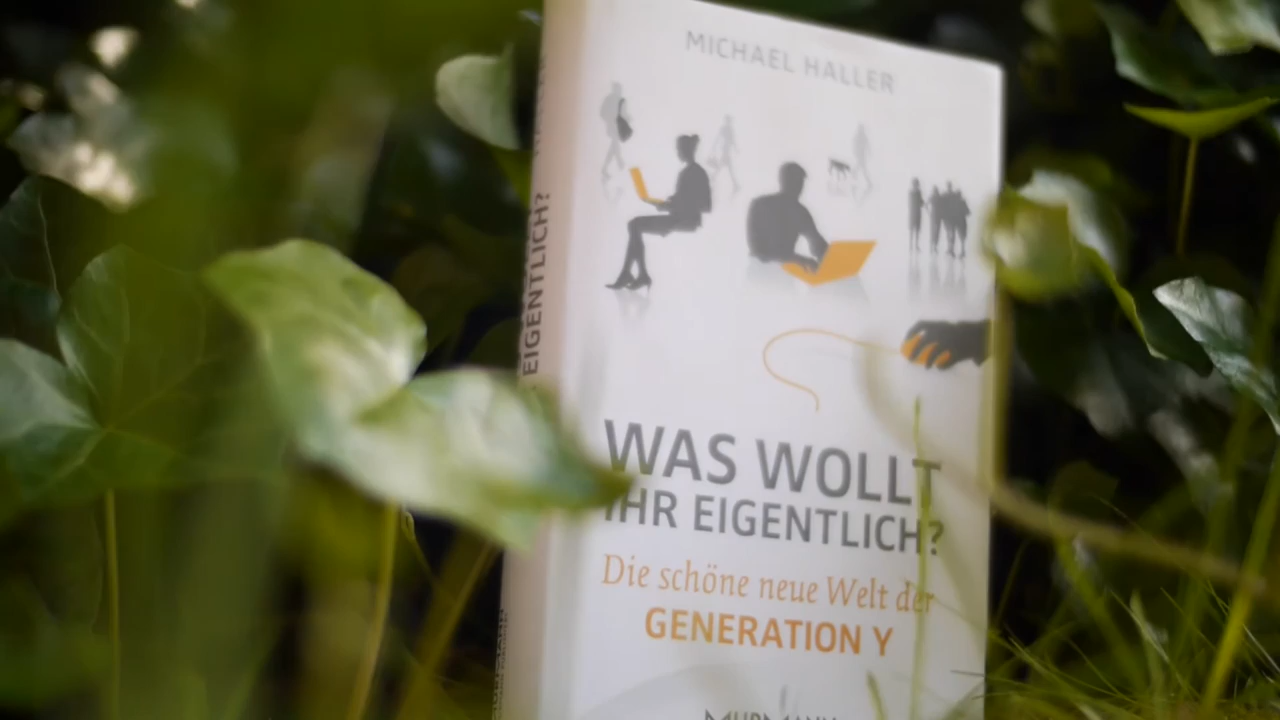 MICHAEL HALLER
EIGENTLICH?
WAS WOLLT
IHR EIGENTLICH?
Die schöne neue Welt der
GENERATION Y